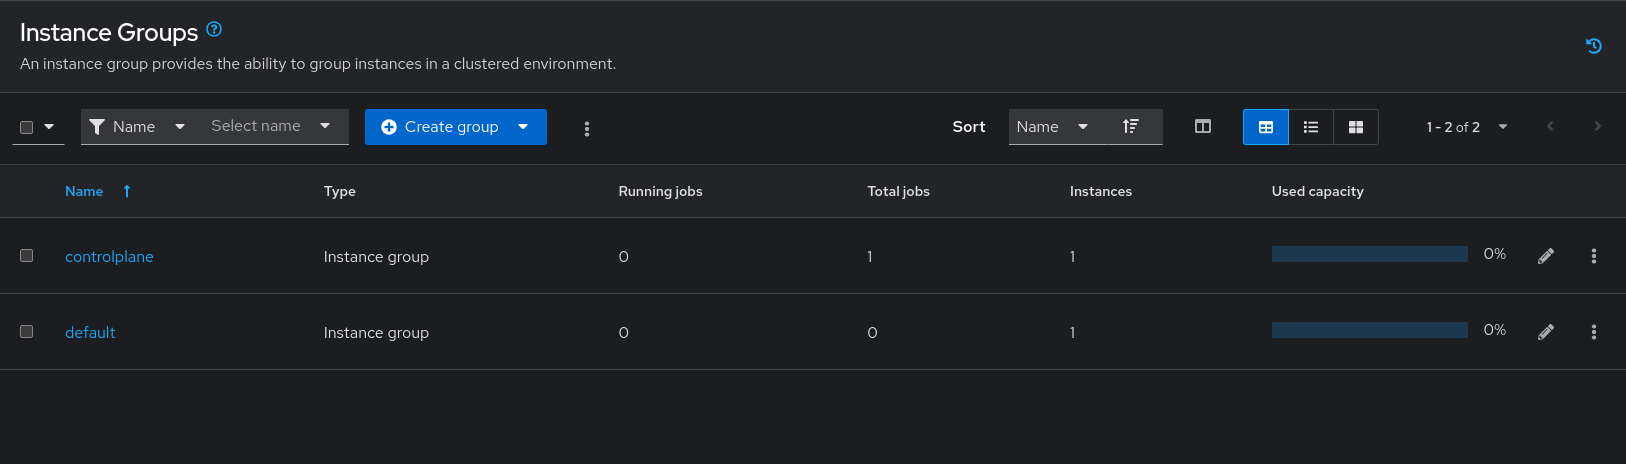 Instance Groups
An instance group provides the ability to group instances in a clustered environment.
Name Select name Create group Sort Name 1 - 2 of 2
Name Type Running jobs Total jobs Instances Used capacity
controlplane Instance group 0 1 1 0%
default Instance group 0 0 1 0%